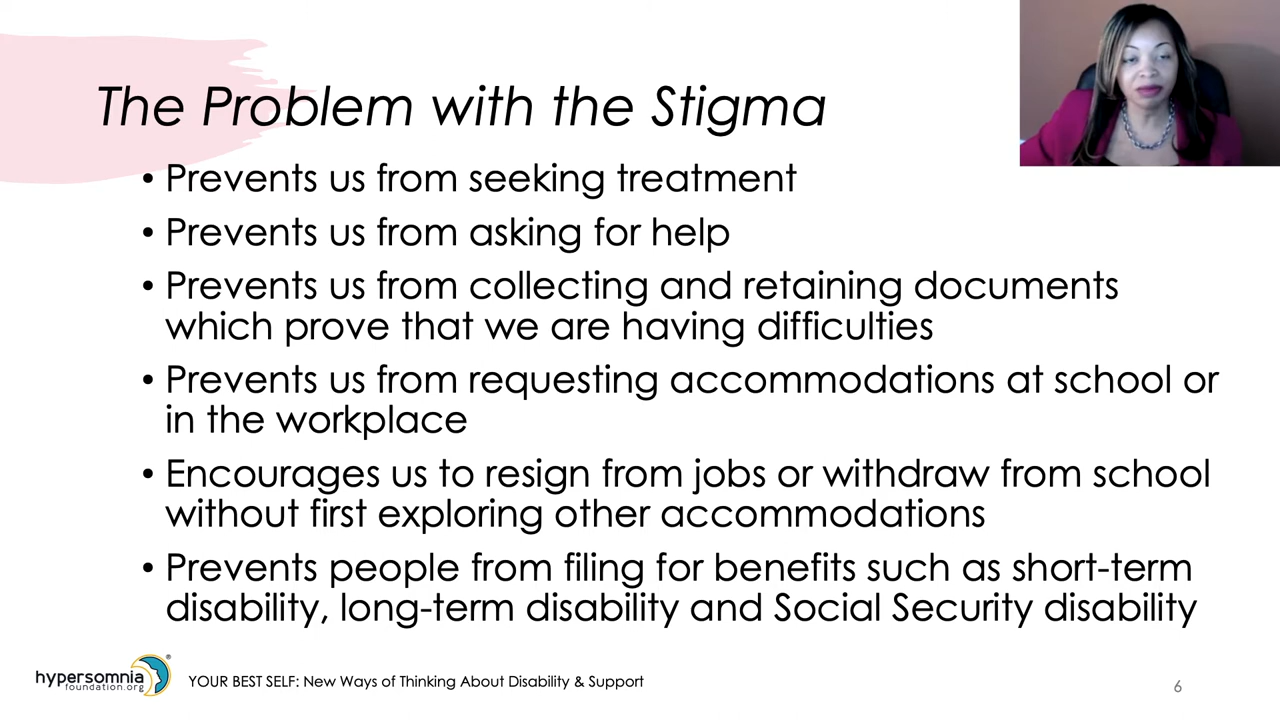 The Problem with the Stigma
• Prevents us from seeking treatment
• Prevents us from asking for help
• Prevents us from collecting and retaining documents
which prove that we are having difficulties
• Prevents us from requesting accommodations at school or
in the workplace
• Encourages us to resign from jobs or withdraw from school
without first exploring other accommodations
• Prevents people from filing for benefits such as short-term
disability, long-term disability and Social Security disability
hypersomnia®
foundation.org
YOUR BEST SELF: New Ways of Thinking About Disability & Support
6